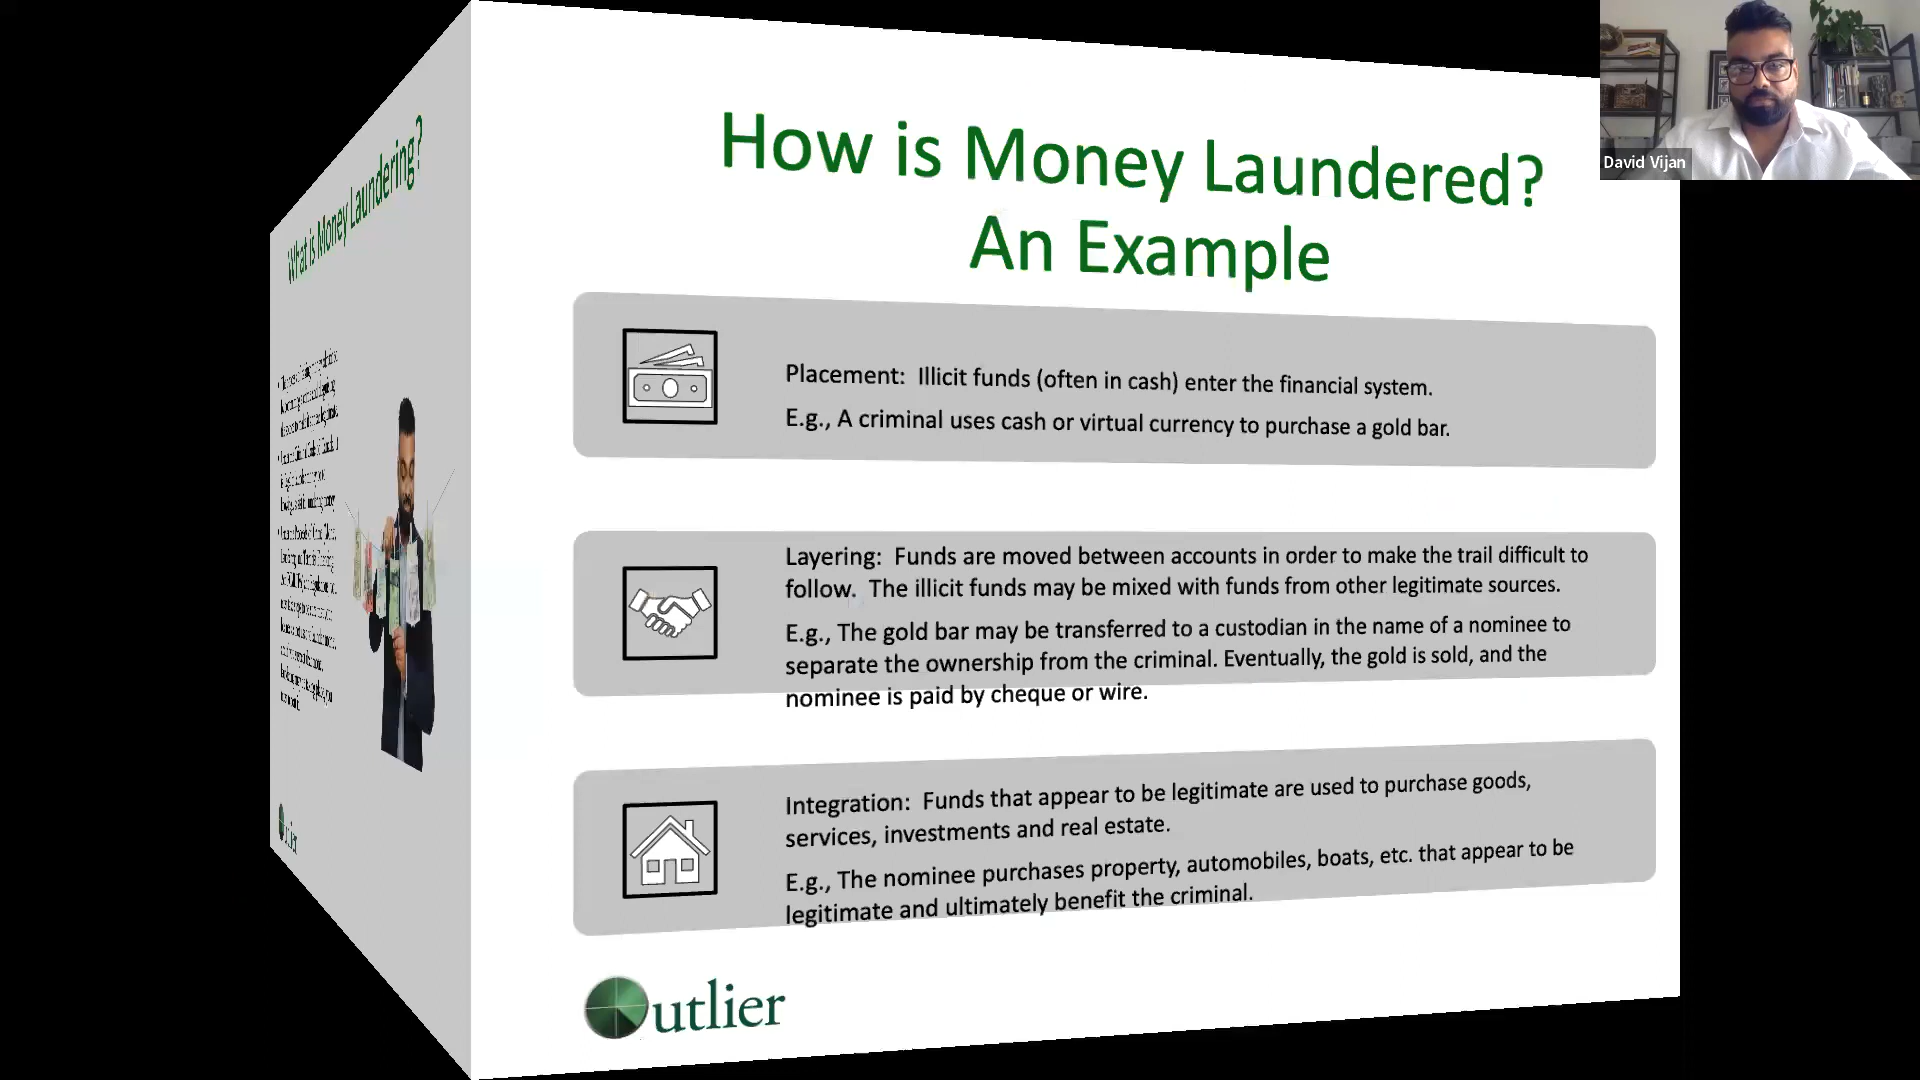 What is Money Laundering?
How is Money Laundered?
An Example
David Vijan
Placement: Illicit funds (often in cash) enter the financial system.
E.g., A criminal uses cash or virtual currency to purchase a gold bar.
Layering: Funds are moved between accounts in order to make the trail difficult to
follow. The illicit funds may be mixed with funds from other legitimate sources.
E.g., The gold bar may be transferred to a custodian in the name of a nominee to
separate the ownership from the criminal. Eventually, the gold is sold, and the
nominee is paid by cheque or wire.
Integration: Funds that appear to be legitimate are used to purchase goods,
services, investments and real estate.
E.g., The nominee purchases property, automobiles, boats, etc. that appear to be
legitimate and ultimately benefit the criminal.
Outlier